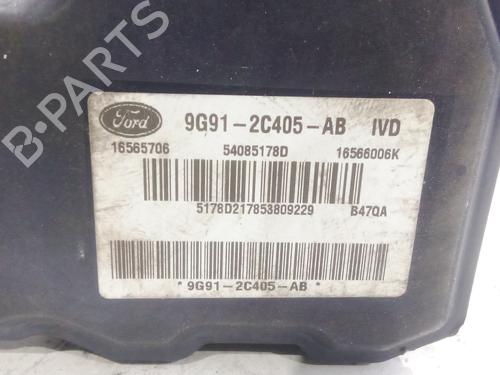 B-PARTS
Ford
9G91-2C405-AB IVD
16565706 54085178D 16566006K
5178D217853809229 B47QA
* 9G91-2C405-AB *